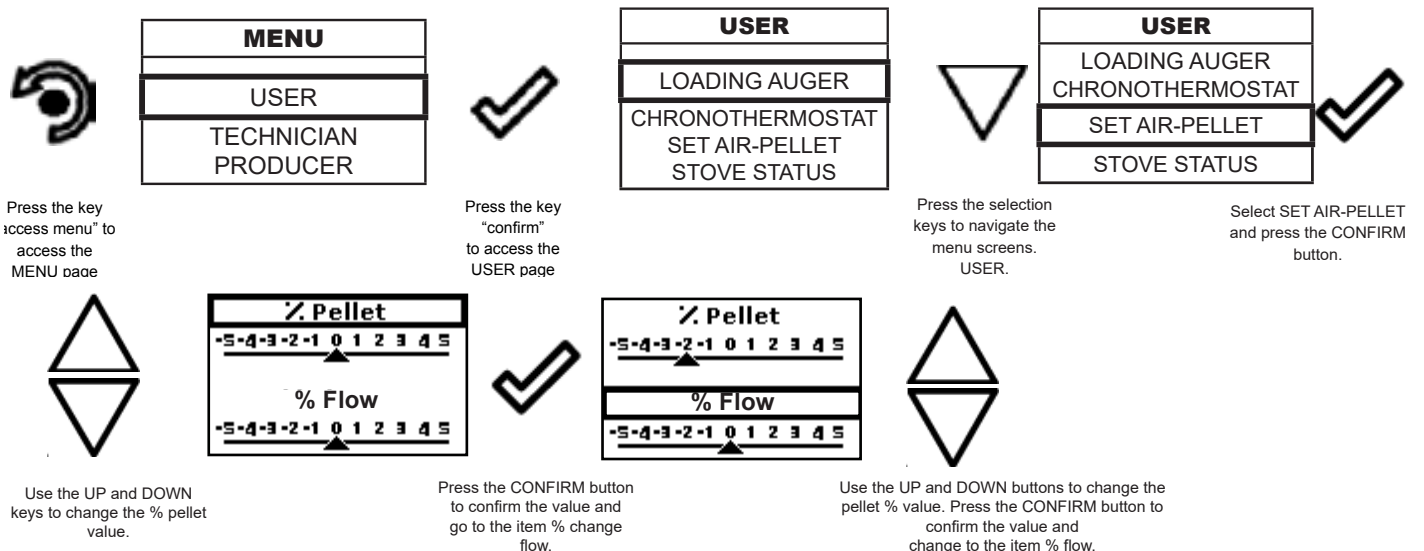 MENU
USER
TECHNICIAN
PRODUCER
USER
LOADING AUGER
CHRONOTHERMOSTAT
SET AIR-PELLET
STOVE STATUS
USER
LOADING AUGER
CHRONOTHERMOSTAT
SET AIR-PELLET
STOVE STATUS
Press the key
access menu” to
access the
MENU page
Press the key
“confirm”
to access the
USER page
Press the selection
keys to navigate the
menu screens.
USER.
Select SET AIR-PELLET
and press the CONFIRM
button.
% Pellet
-5-4-3-2-1 0 1 2 3 4 5
% Flow
-5-4-3-2-1 0 1 2 3 4 5
% Pellet
-5-4-3-2-1 0 1 2 3 4 5
% Flow
-5-4-3-2-1 0 1 2 3 4 5
Use the UP and DOWN
keys to change the % pellet
value.
Press the CONFIRM button
to confirm the value and
go to the item % change
flow.
Use the UP and DOWN buttons to change the
pellet % value. Press the CONFIRM button to
confirm the value and
change to the item % flow.